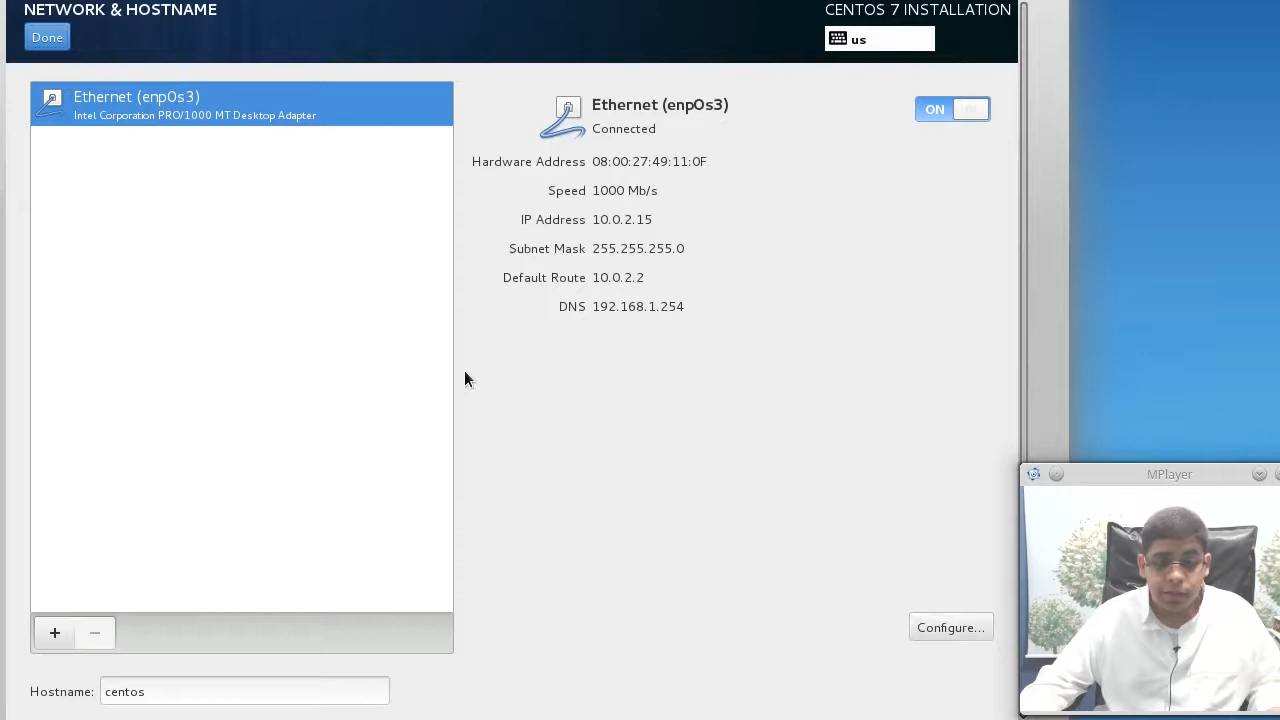 NETWORK & HOSTNAME
CENTOS 7 INSTALLATION
Done
us
Ethernet (enp0s3)
Intel Corporation PRO/1000 MT Desktop Adapter
Ethernet (enp0s3)
Connected
ON
Hardware Address 08:00:27:49:11:0F
Speed 1000 Mb/s
IP Address 10.0.2.15
Subnet Mask 255.255.255.0
Default Route 10.0.2.2
DNS 192.168.1.254
MPlayer
+ −
Configure...
Hostname: centos